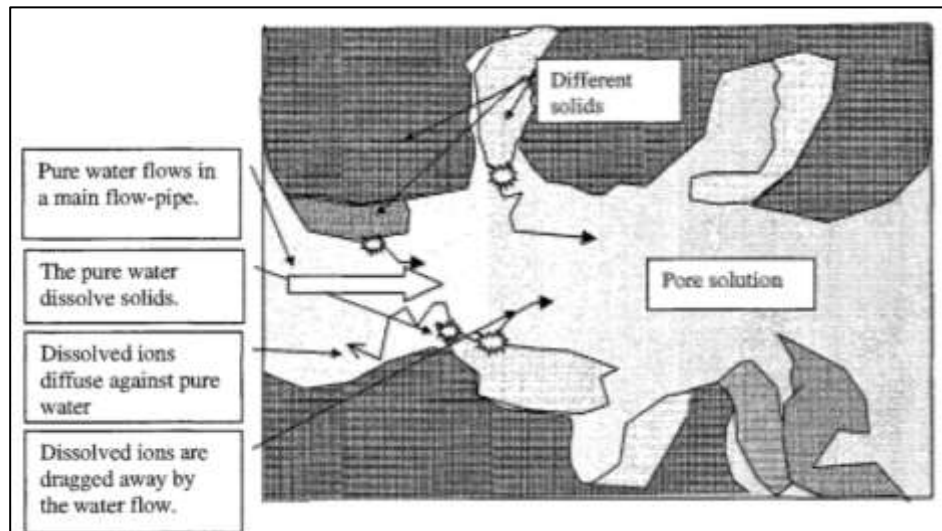 Different
solids
Pure water flows in
a main flow-pipe.
The pure water
dissolve solids.
Pore solution
Dissolved ions
diffuse against pure
water
Dissolved ions are
dragged away by
the water flow.